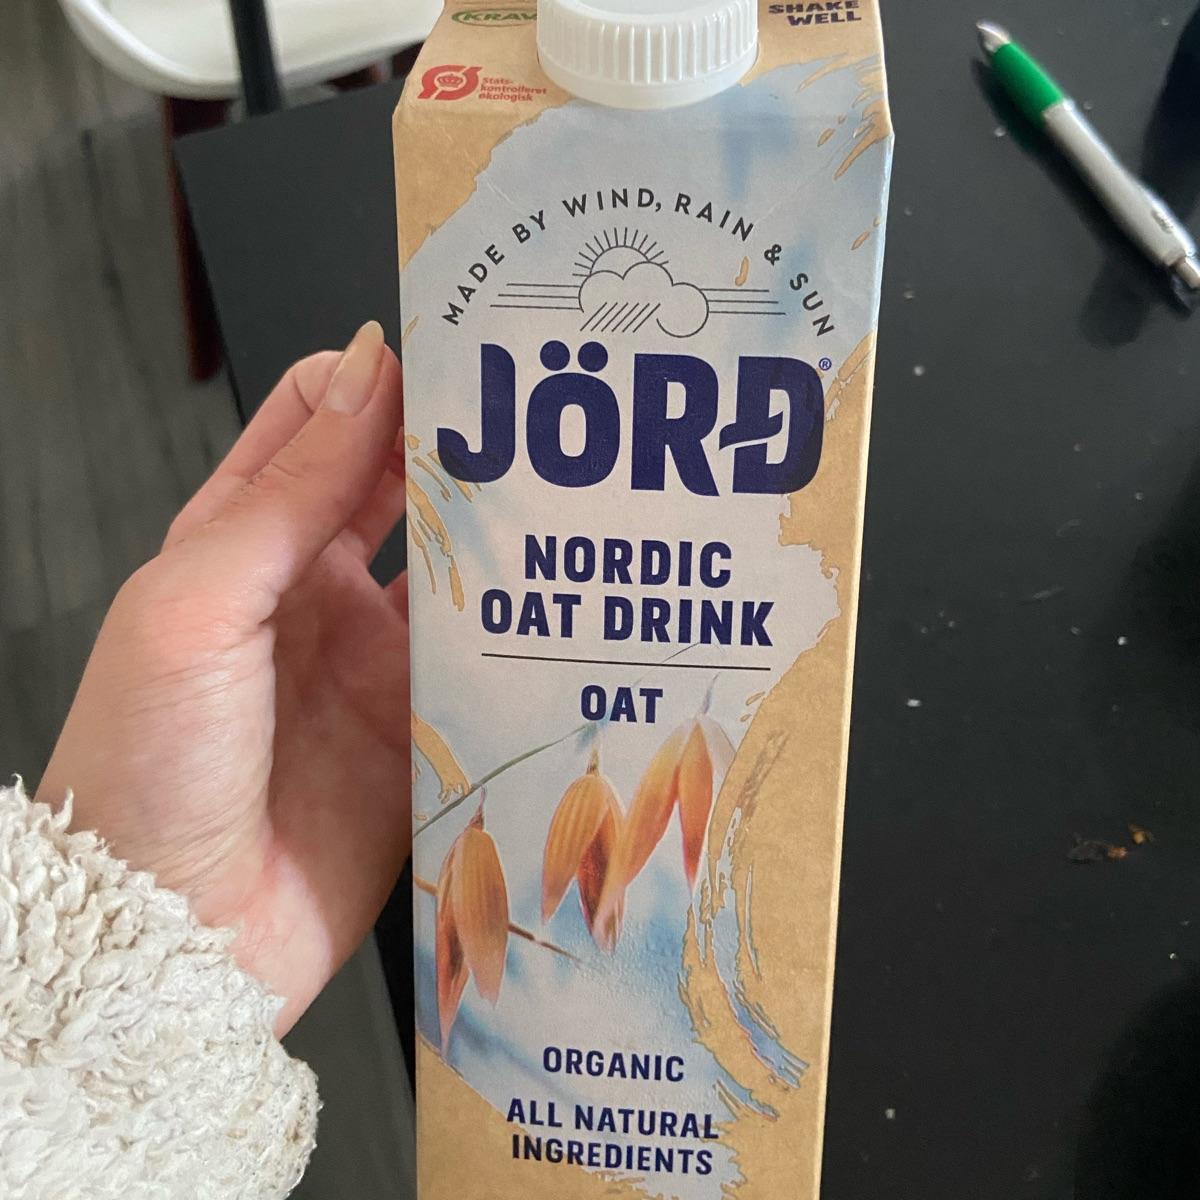 SHAKE
WELL
Stats-
kontrolleret
økologisk
MADE BY WIND, RAIN & SUN
JÖRD®
NORDIC
OAT DRINK
OAT
ORGANIC
ALL NATURAL
INGREDIENTS